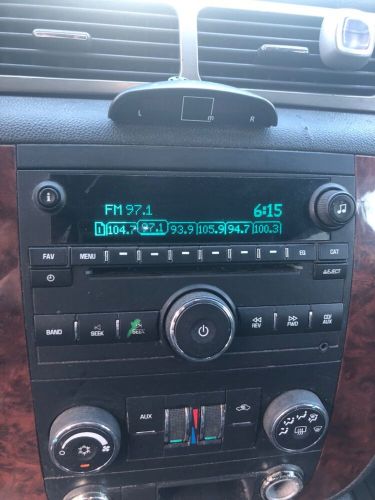 L m R
FM 97.1 6:15
1 104.7 97.1 93.9 105.9 94.7 100.3
FAV MENU EQ CAT
EJECT
BAND SEEK SEEK REV FWD CD/AUX
AUX